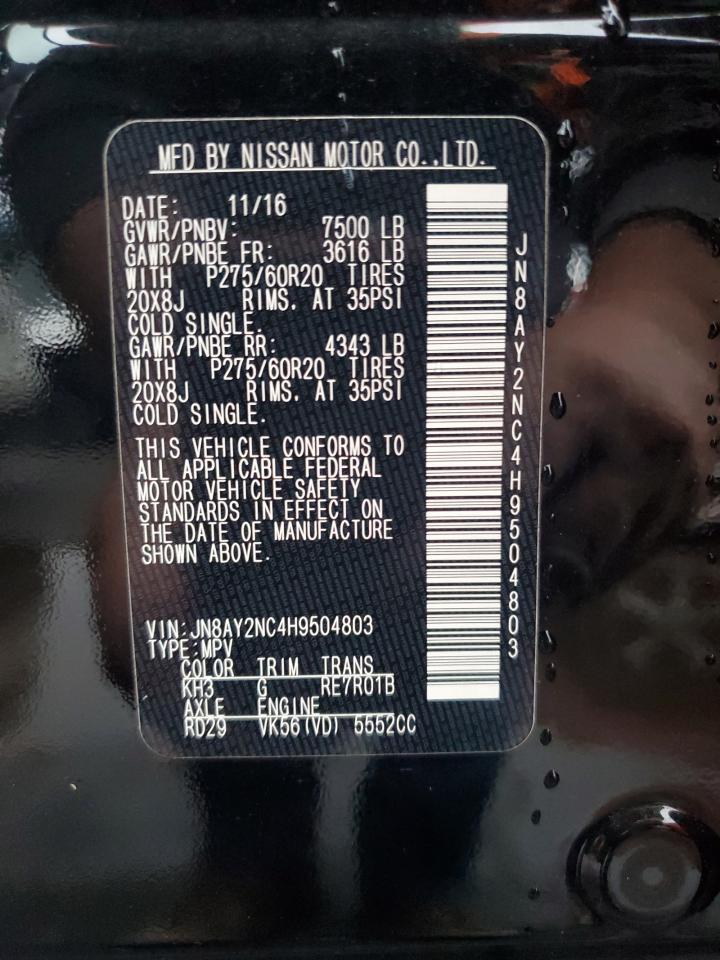 MFD BY NISSAN MOTOR CO.,LTD.
DATE: 11/16
GVWR/PNBV: 7500 LB
GAWR/PNBE FR: 3616 LB
WITH P275/60R20 TIRES
20X8J RIMS. AT 35PSI
COLD SINGLE.
GAWR/PNBE RR: 4343 LB
WITH P275/60R20 TIRES
20X8J RIMS. AT 35PSI
COLD SINGLE.
THIS VEHICLE CONFORMS TO
ALL APPLICABLE FEDERAL
MOTOR VEHICLE SAFETY
STANDARDS IN EFFECT ON
THE DATE OF MANUFACTURE
SHOWN ABOVE.
VIN:JN8AY2NC4H9504803
TYPE:MPV
COLOR TRIM TRANS
KH3 G RE7R01B
AXLE ENGINE
RD29 VK56(VD) 5552CC
JN8AY2NC4H9504803